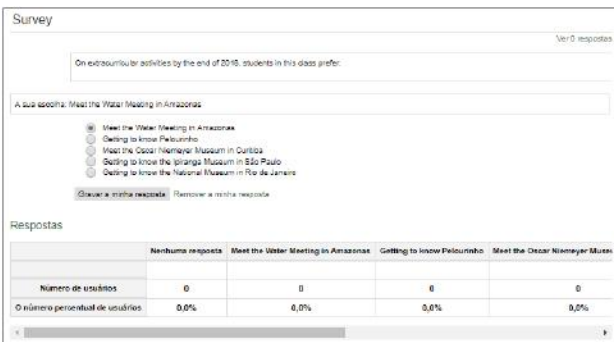 Survey
Ver 0 respostas
On extracurricular activities by the end of 2018, students in this class prefer:
A sua escolha: Meet the Water Meeting in Amazonas
Meet the Water Meeting in Amazonas
Getting to know Pelourinho
Meet the Oscar Niemeyer Museum in Curitiba
Getting to know the Ipiranga Museum in São Paulo
Getting to know the National Museum in Rio de Janeiro
Gravar a minha resposta Remover a minha resposta
Respostas
Nenhuma resposta Meet the Water Meeting in Amazonas Getting to know Pelourinho Meet the Oscar Niemeyer Muse
Número de usuários 0 0 0 0
O número percentual de usuários 0,0% 0,0% 0,0% 0,0%